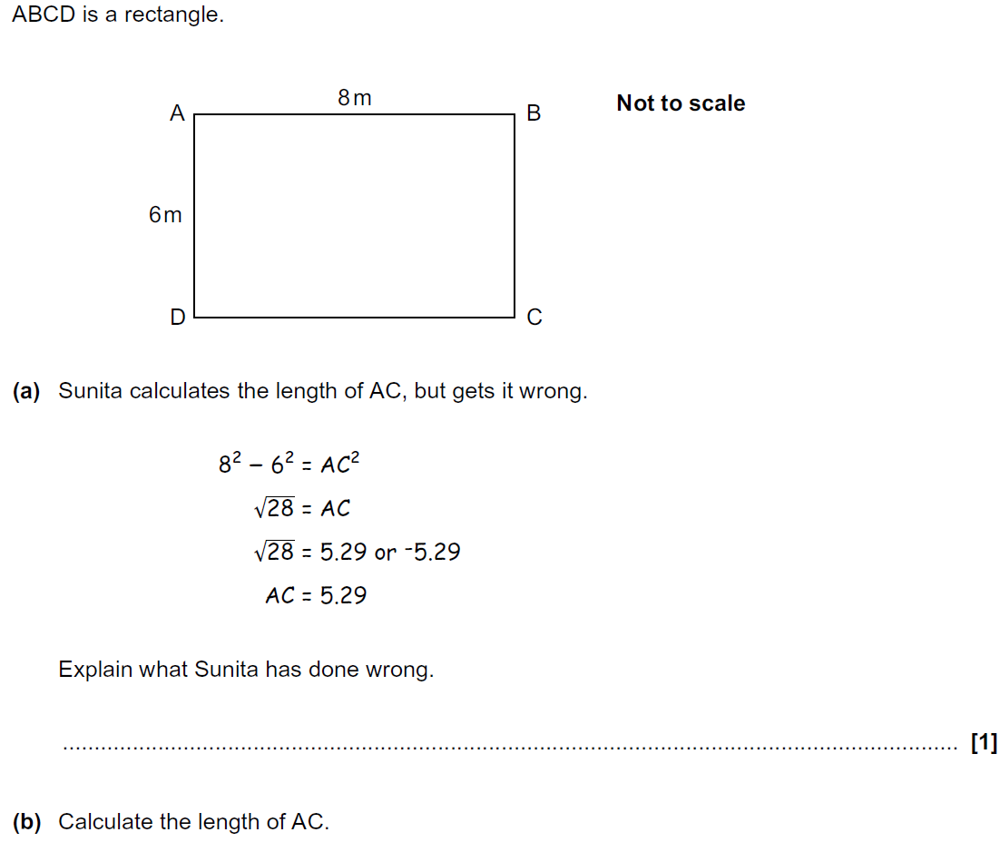 ABCD is a rectangle.
8 m
A
B
Not to scale
6 m
D
C
(a) Sunita calculates the length of AC, but gets it wrong.
8² – 6² = AC²
√28 = AC
√28 = 5.29 or ⁻5.29
AC = 5.29
Explain what Sunita has done wrong.
.......................................................................................................................................... [1]
(b) Calculate the length of AC.